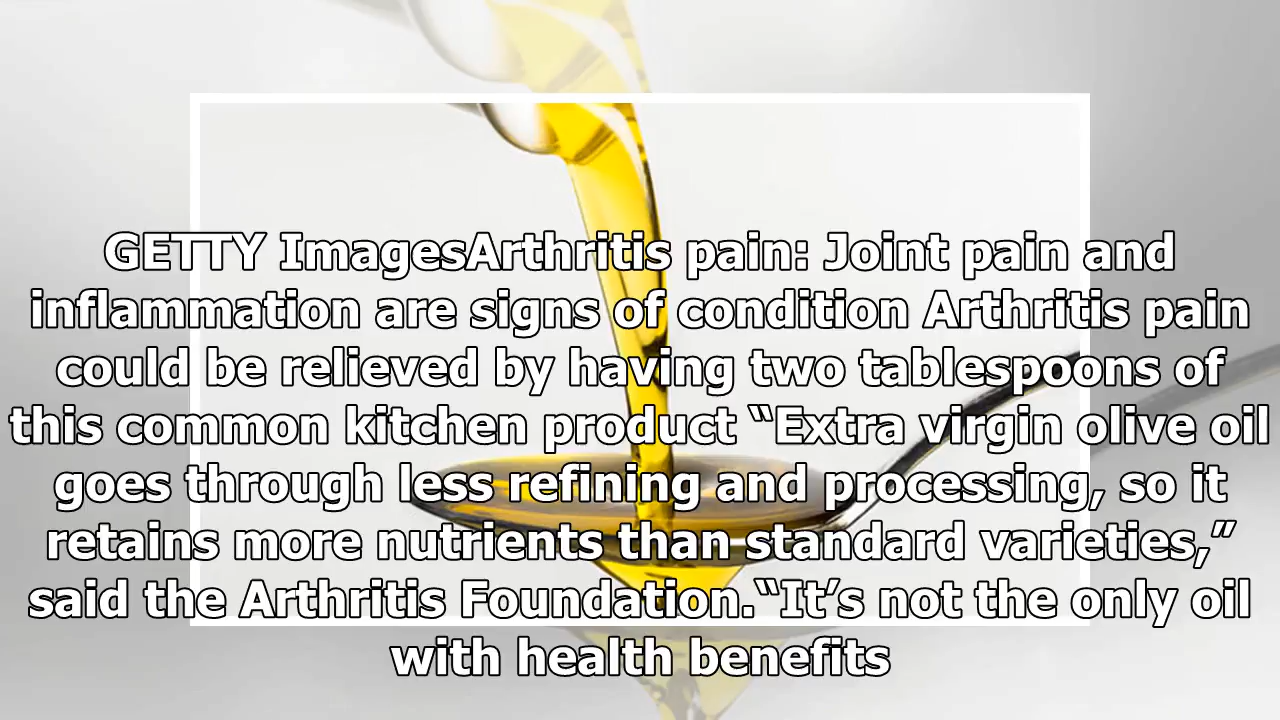 GETTY ImagesArthritis pain: Joint pain and
inflammation are signs of condition Arthritis pain
could be relieved by having two tablespoons of
this common kitchen product “Extra virgin olive oil
goes through less refining and processing, so it
retains more nutrients than standard varieties,”
said the Arthritis Foundation.“It’s not the only oil
with health benefits